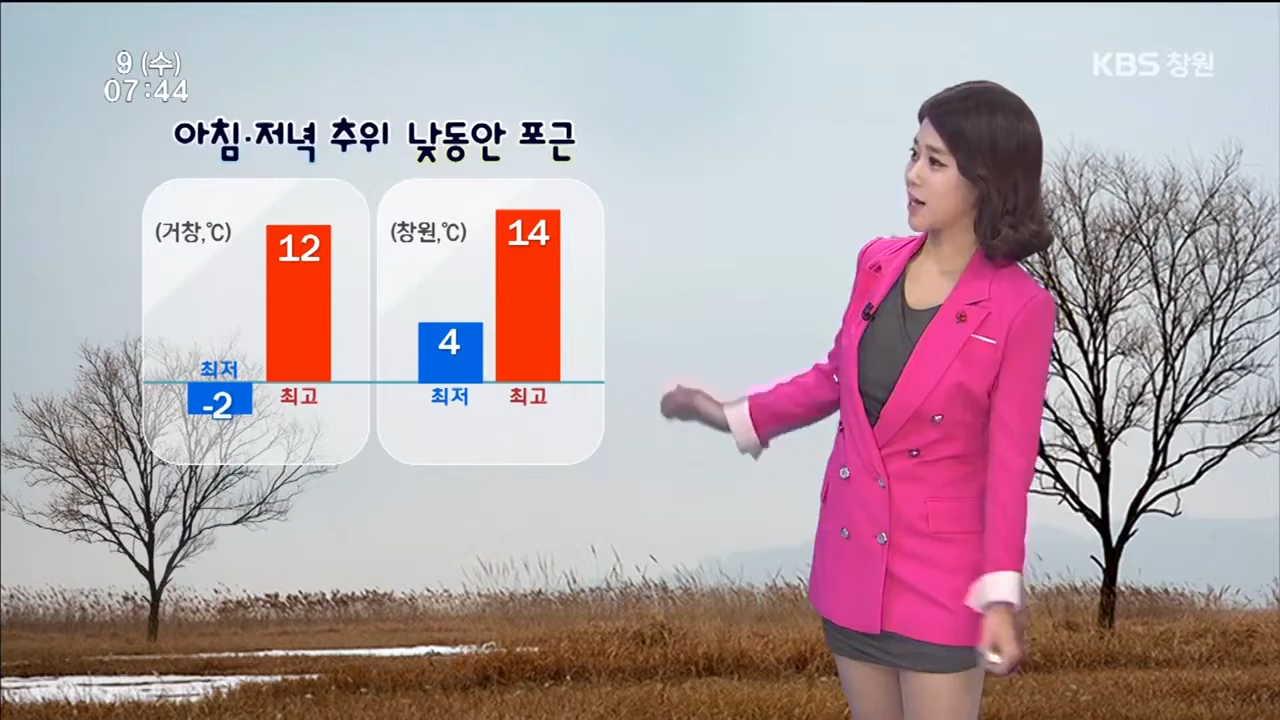 9 (수)
07:44
KBS 창원
아침·저녁 추위 낮동안 포근
(거창,℃)
12
최저
-2
최고
(창원,℃)
14
4
최저
최고